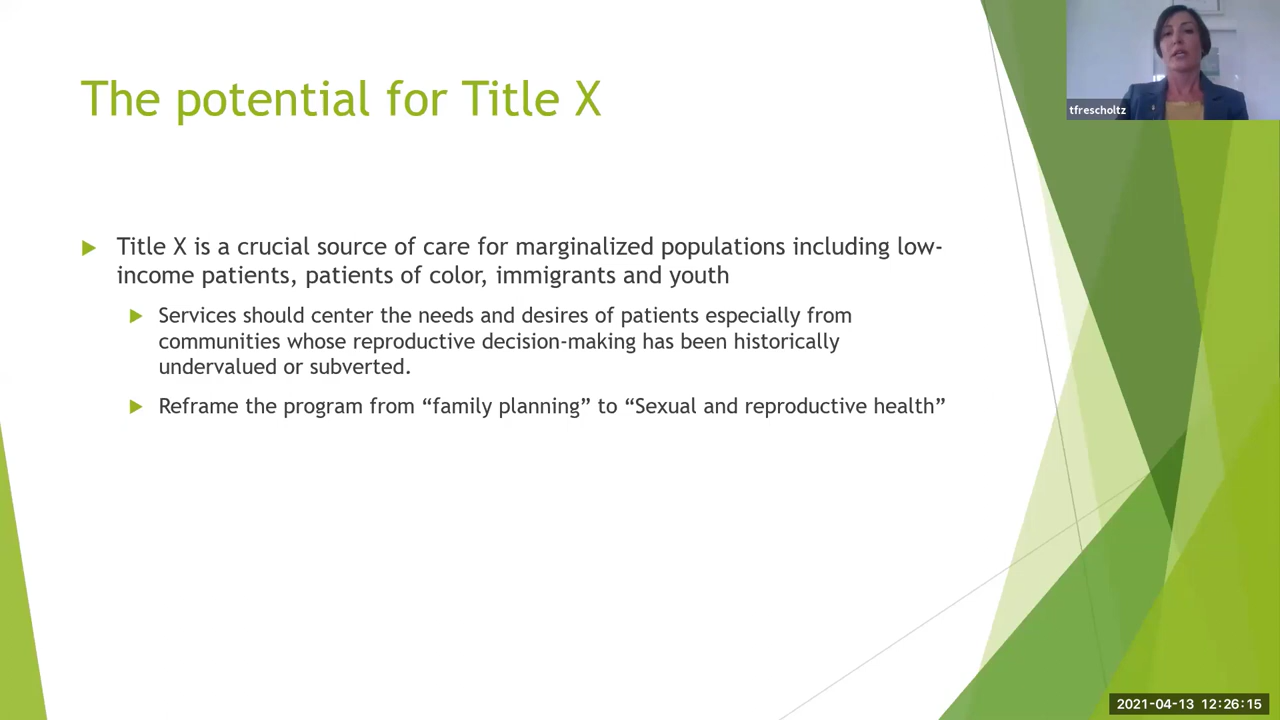 The potential for Title X
tfrescholtz
Title X is a crucial source of care for marginalized populations including low-
income patients, patients of color, immigrants and youth
Services should center the needs and desires of patients especially from
communities whose reproductive decision-making has been historically
undervalued or subverted.
Reframe the program from “family planning” to “Sexual and reproductive health”
2021-04-13 12:26:15